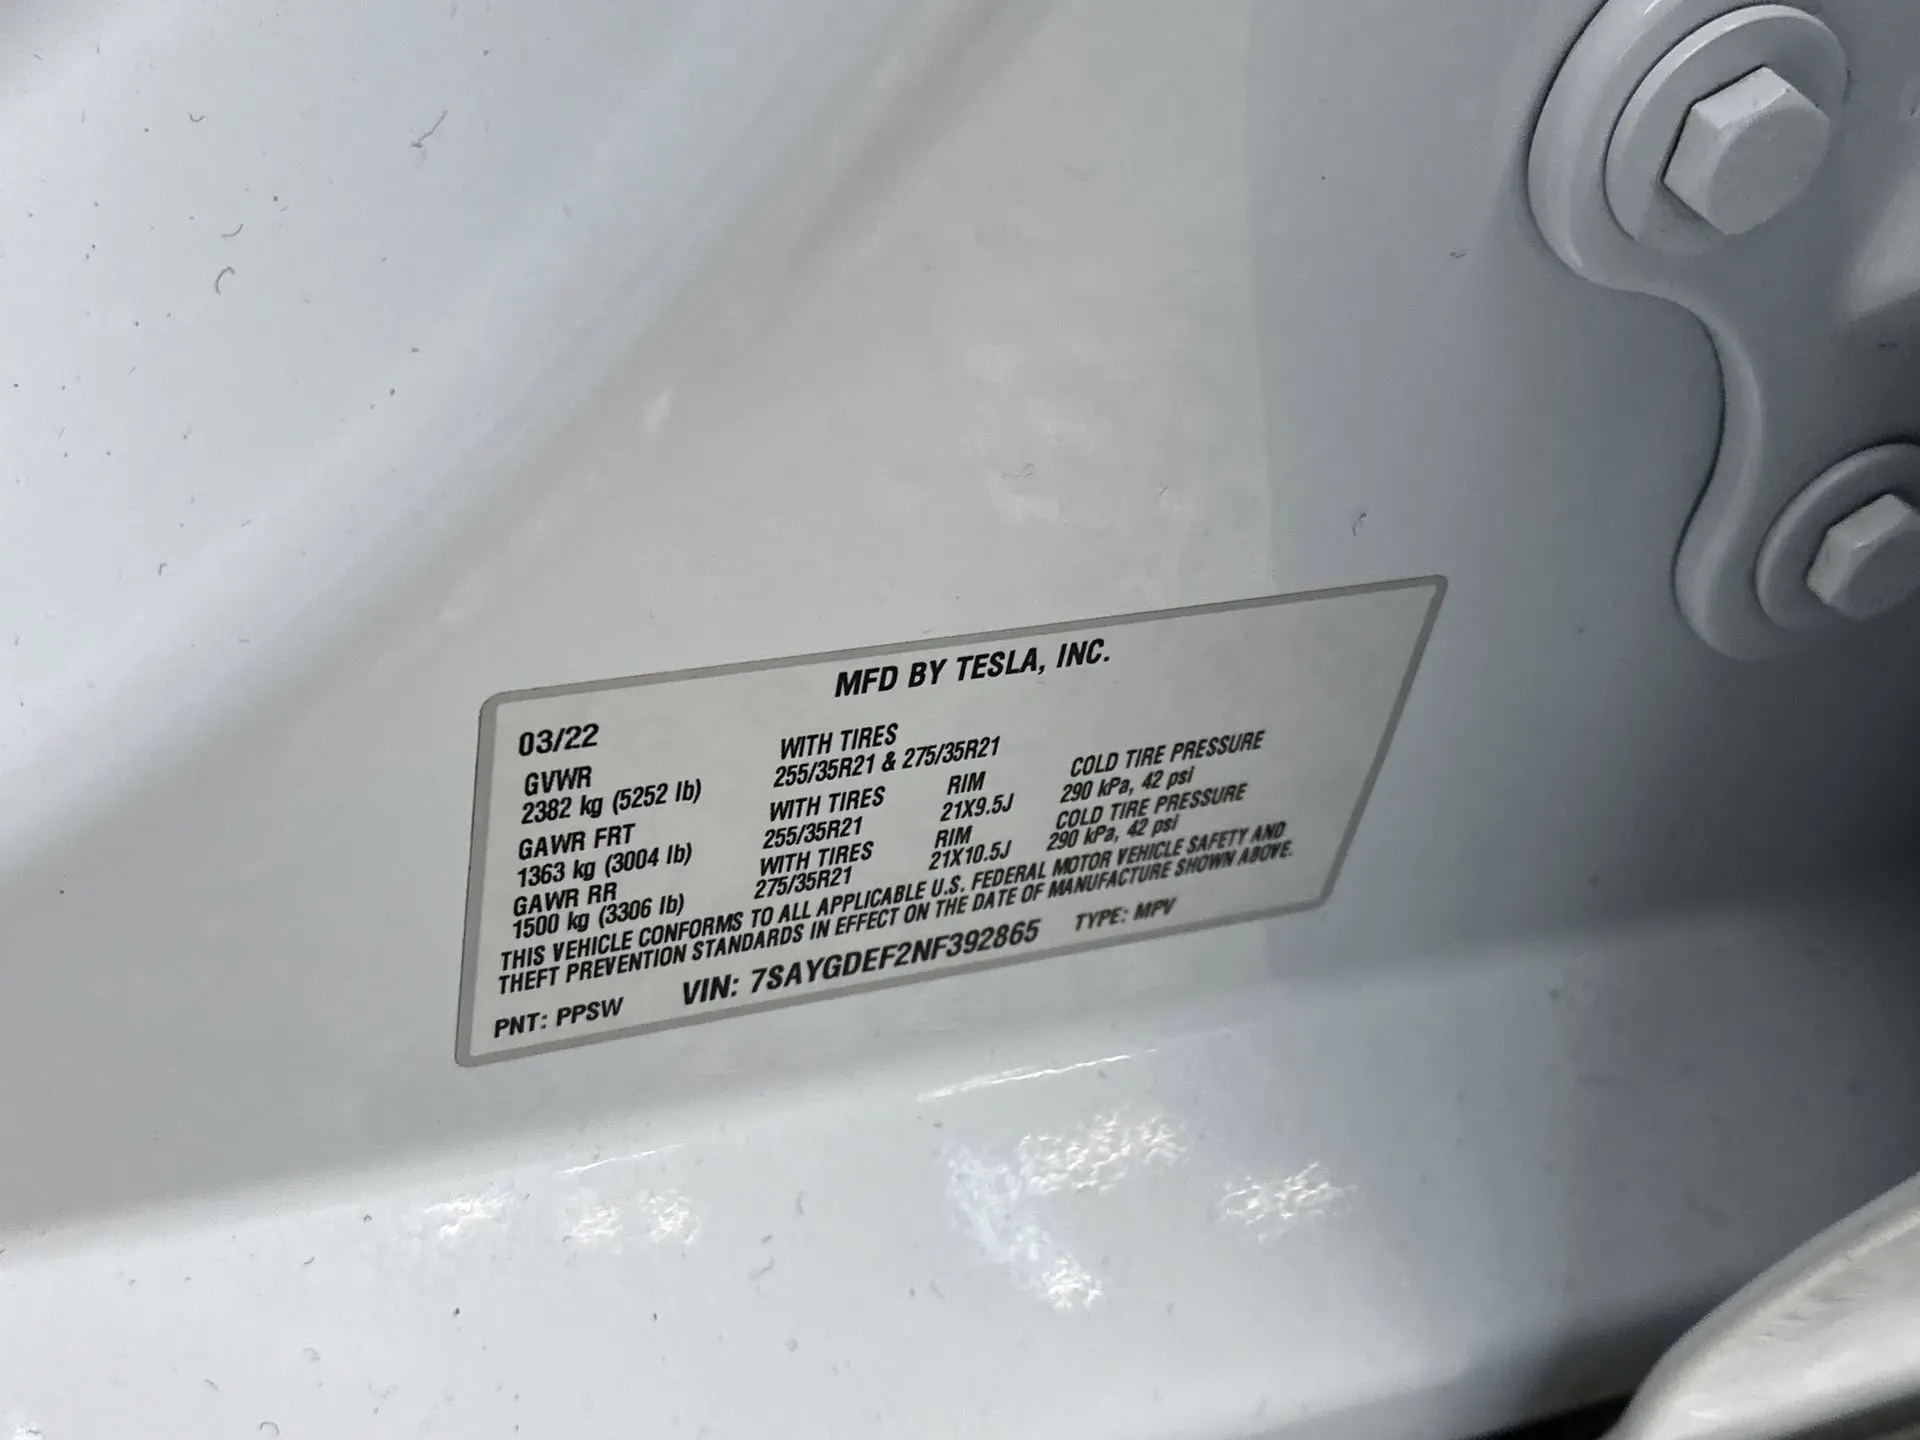 MFD BY TESLA, INC.
03/22
GVWR WITH TIRES
2382 kg (5252 lb) 255/35R21 & 275/35R21
GAWR FRT WITH TIRES RIM COLD TIRE PRESSURE
1363 kg (3004 lb) 255/35R21 21X9.5J 290 kPa, 42 psi
GAWR RR WITH TIRES RIM COLD TIRE PRESSURE
1500 kg (3306 lb) 275/35R21 21X10.5J 290 kPa, 42 psi
THIS VEHICLE CONFORMS TO ALL APPLICABLE U.S. FEDERAL MOTOR VEHICLE SAFETY AND
THEFT PREVENTION STANDARDS IN EFFECT ON THE DATE OF MANUFACTURE SHOWN ABOVE.
PNT: PPSW VIN: 7SAYGDEF2NF392865 TYPE: MPV